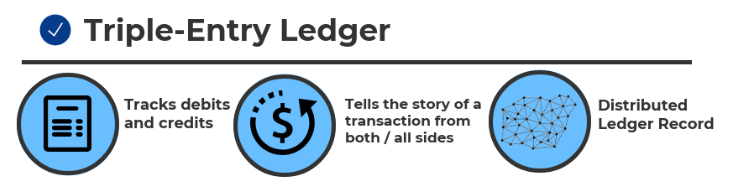 Triple-Entry Ledger
Tracks debits
and credits
Tells the story of a
transaction from
both / all sides
Distributed
Ledger Record